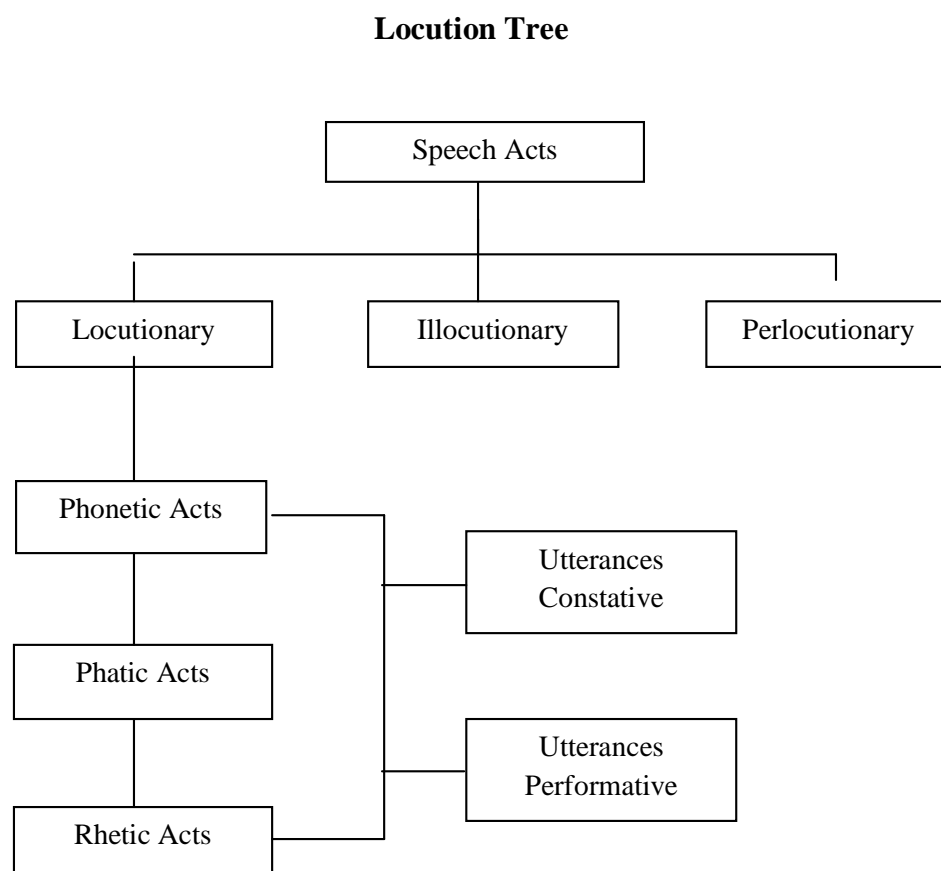 Locution Tree
Speech Acts
Locutionary
Illocutionary
Perlocutionary
Phonetic Acts
Utterances
Constative
Phatic Acts
Utterances
Performative
Rhetic Acts